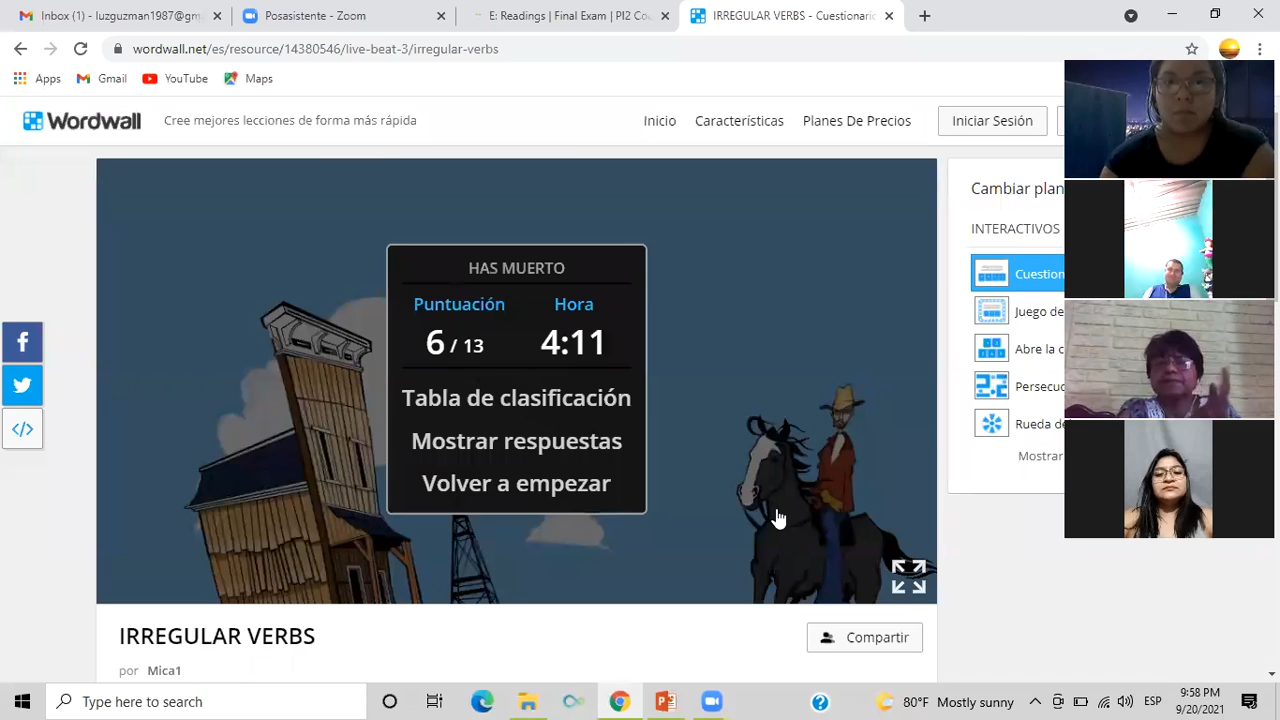 Inbox (1) - luzguzman1987@gm
Posasistente - Zoom
E: Readings | Final Exam | PI2 Cou
IRREGULAR VERBS - Cuestionario
wordwall.net/es/resource/14380546/live-beat-3/irregular-verbs
Apps
Gmail
YouTube
Maps
Wordwall
Cree mejores lecciones de forma más rápida
Inicio
Características
Planes De Precios
Iniciar Sesión
Cambiar plan
INTERACTIVOS
Cuestion
Juego de
Abre la c
Persecuc
Rueda de
Mostrar
HAS MUERTO
Puntuación
Hora
6 / 13
4:11
Tabla de clasificación
Mostrar respuestas
Volver a empezar
IRREGULAR VERBS
Compartir
por Mica1
Type here to search
80°F Mostly sunny
ESP
9:58 PM
9/20/2021